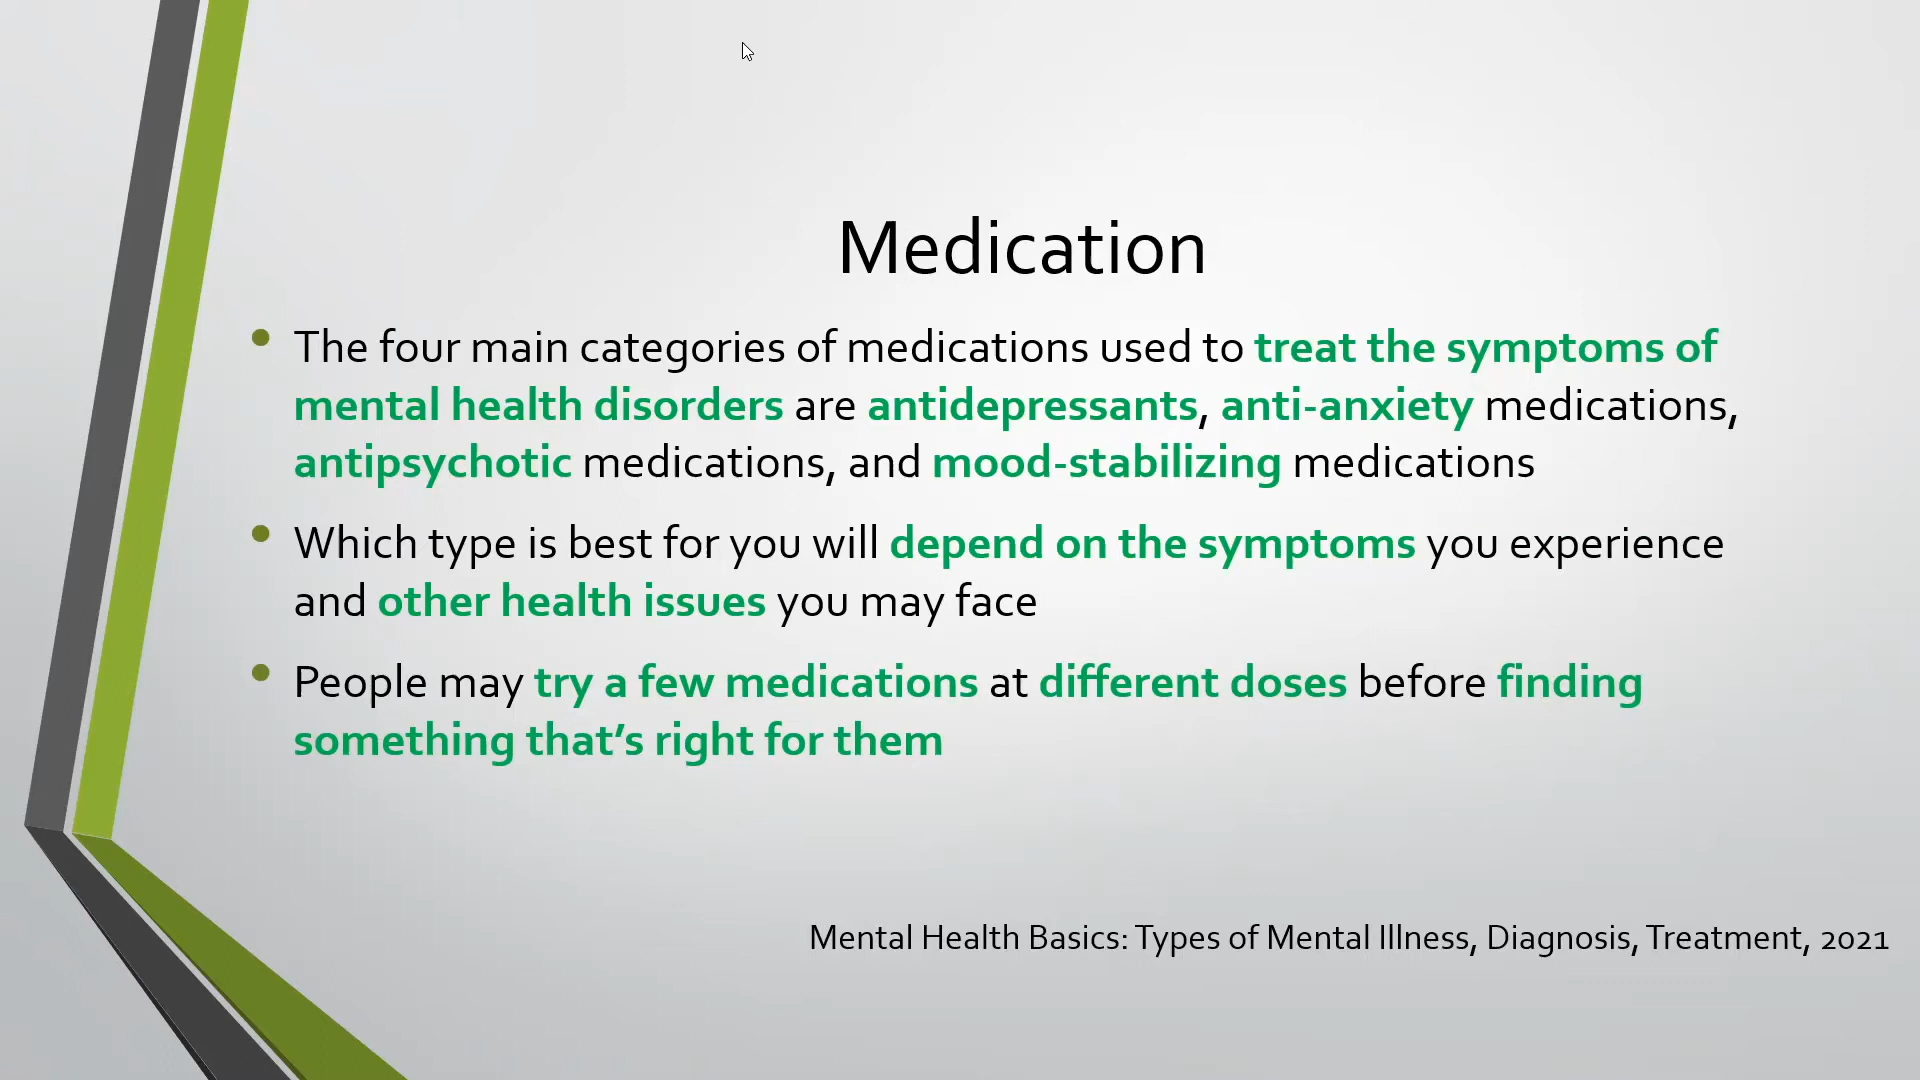 Medication
• The four main categories of medications used to treat the symptoms of
mental health disorders are antidepressants, anti-anxiety medications,
antipsychotic medications, and mood-stabilizing medications
• Which type is best for you will depend on the symptoms you experience
and other health issues you may face
• People may try a few medications at different doses before finding
something that’s right for them
Mental Health Basics: Types of Mental Illness, Diagnosis, Treatment, 2021